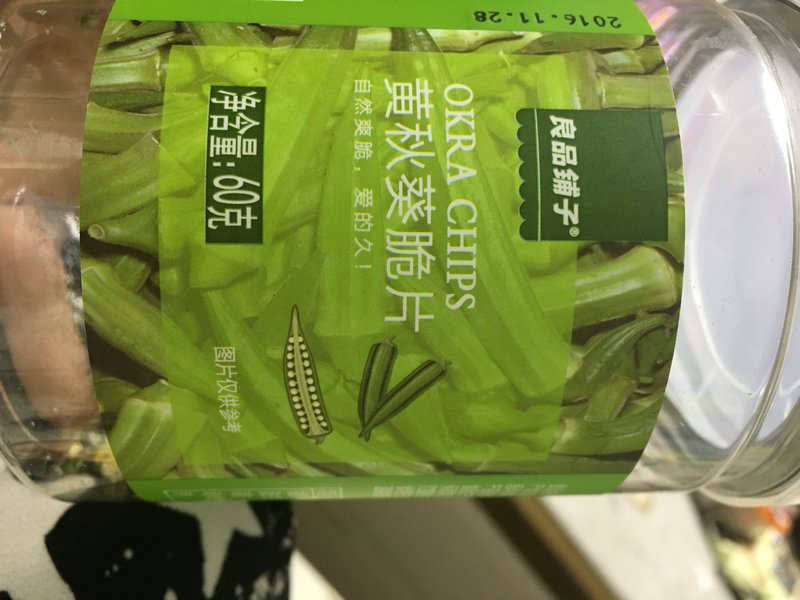 2016.11.28
良品铺子®
OKRA CHIPS
黄秋葵脆片
自然爽脆，爱的久！
净含量：60克
图片仅供参考